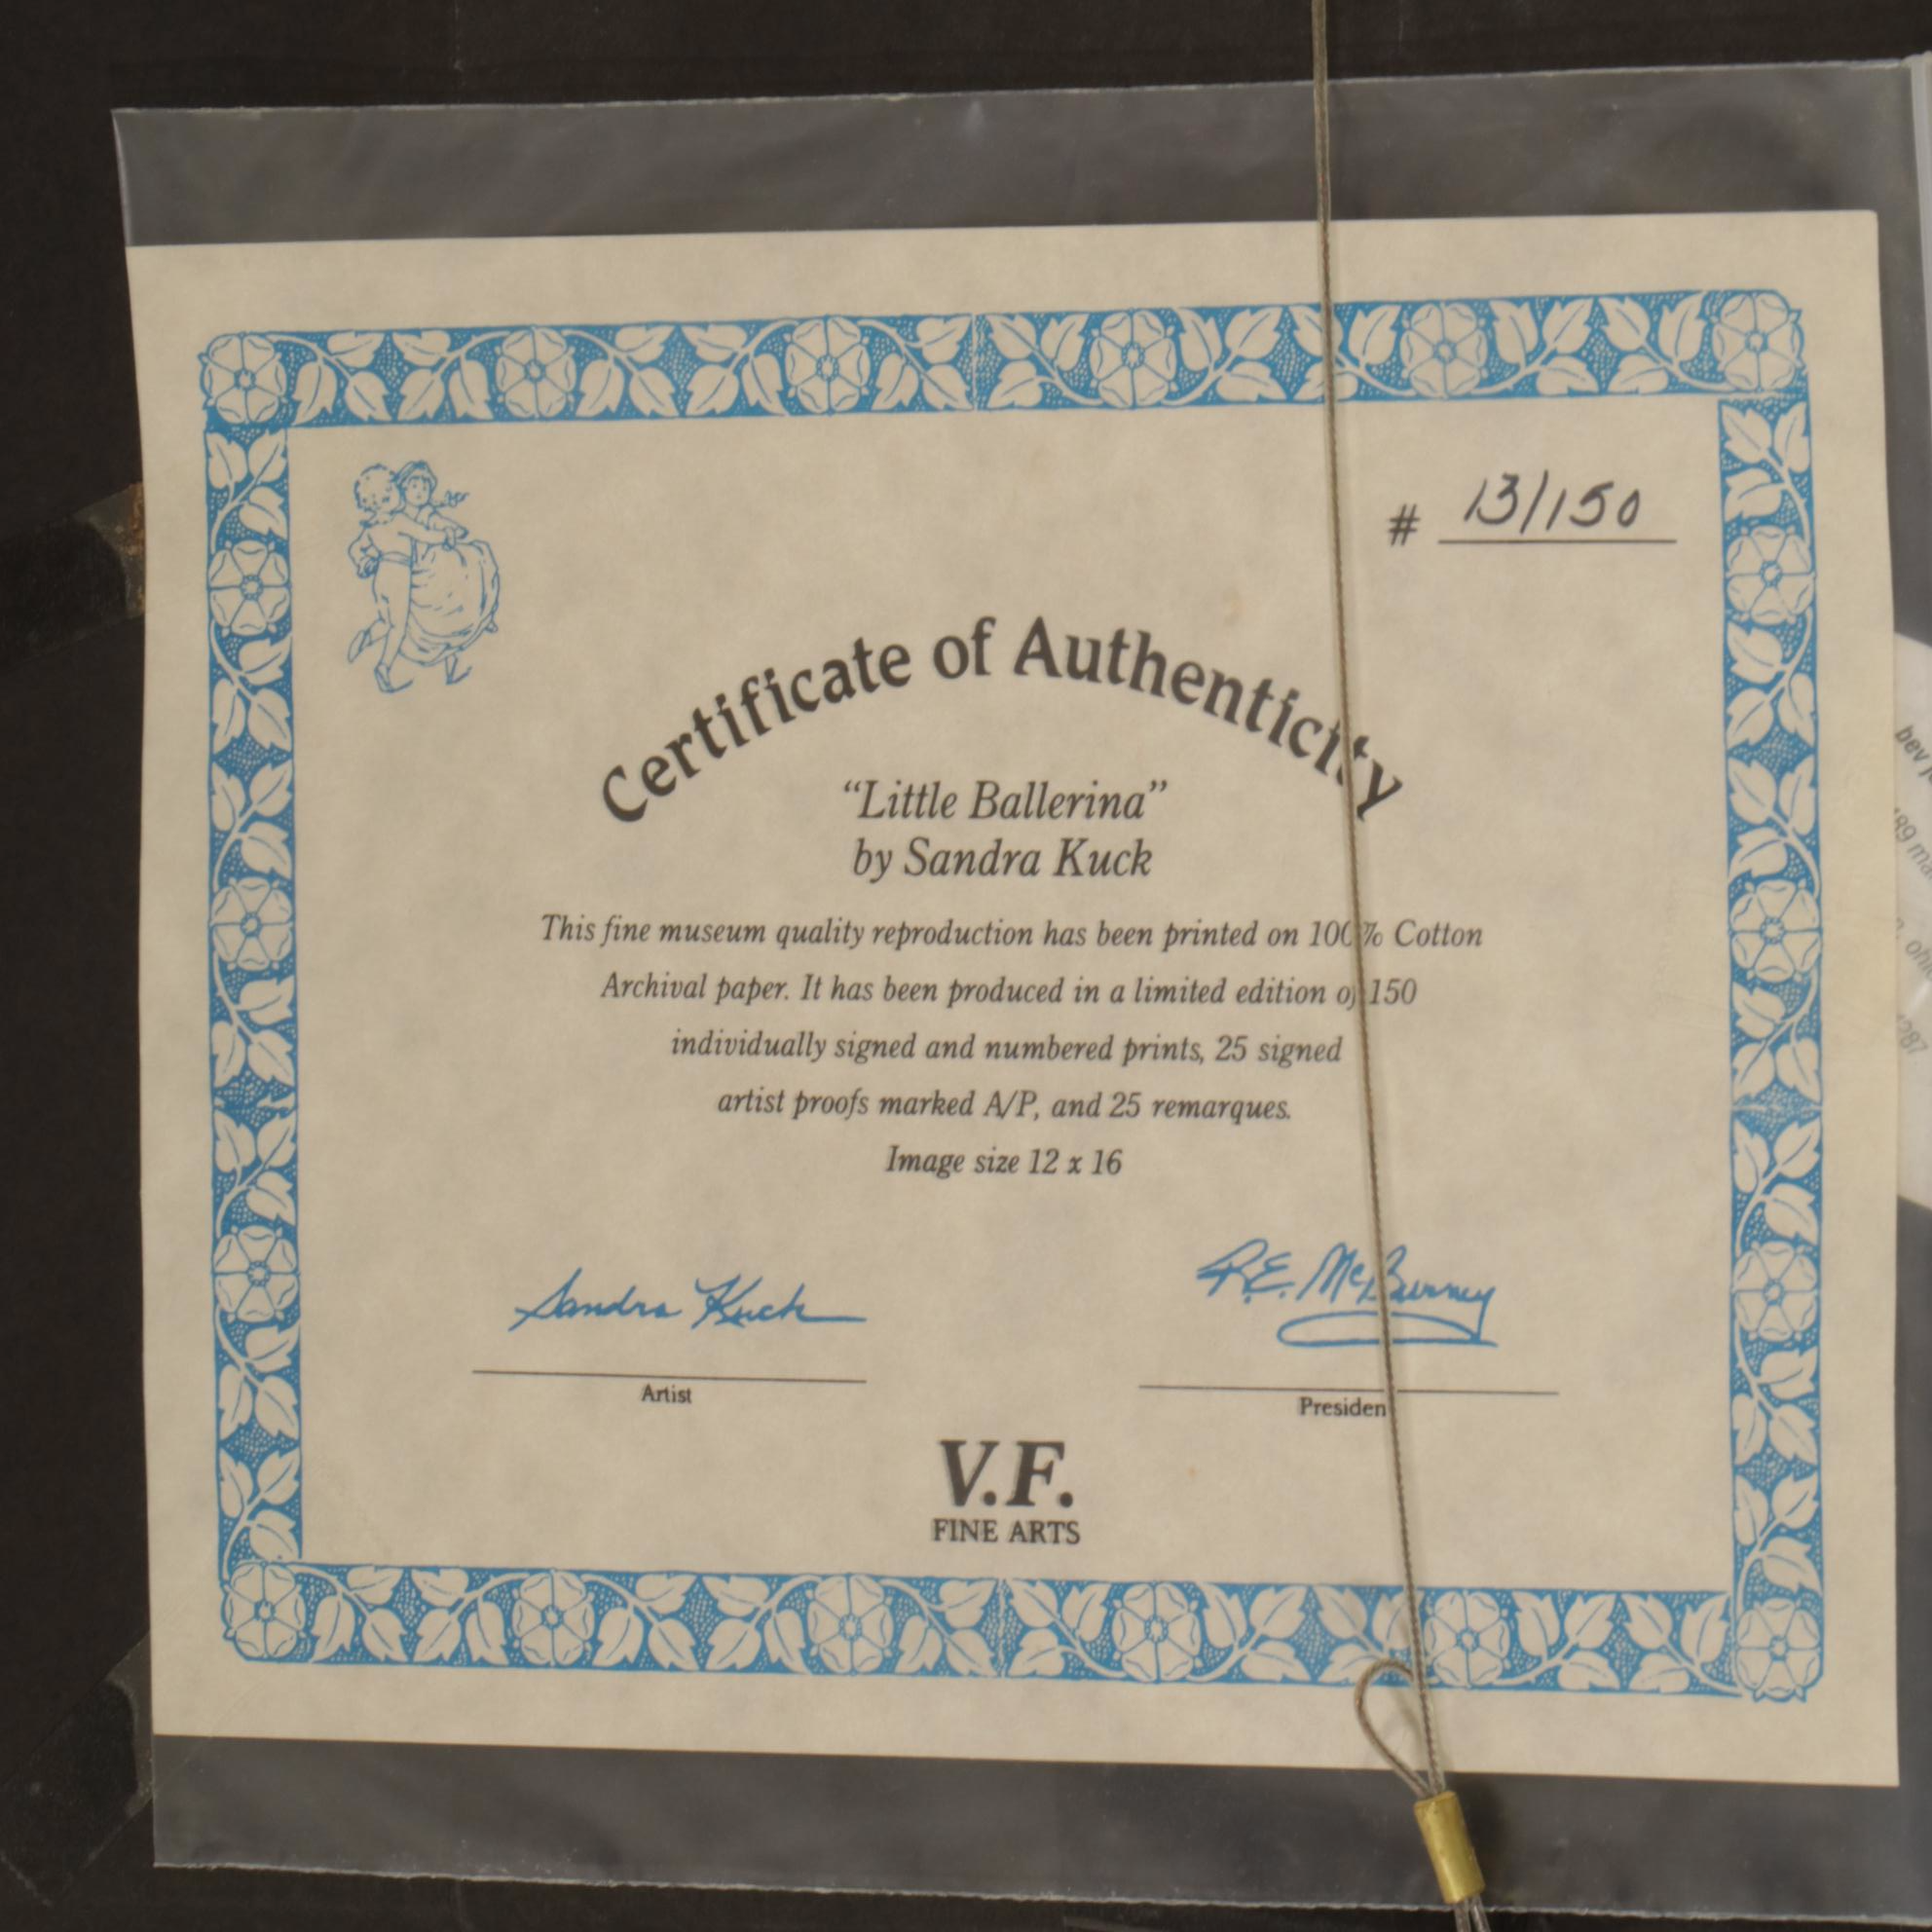 # 13/150
Certificate of Authenticity
“Little Ballerina”
by Sandra Kuck
This fine museum quality reproduction has been printed on 100% Cotton
Archival paper. It has been produced in a limited edition of 150
individually signed and numbered prints, 25 signed
artist proofs marked A/P, and 25 remarques.
Image size 12 x 16
Sandra Kuck
R.E. McBurney
Artist
President
V.F.
FINE ARTS